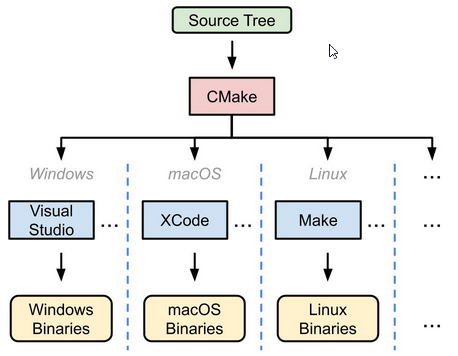 Source Tree
CMake
Windows
macOS
Linux
...
Visual
Studio
...
XCode
...
Make
...
...
Windows
Binaries
macOS
Binaries
Linux
Binaries
...